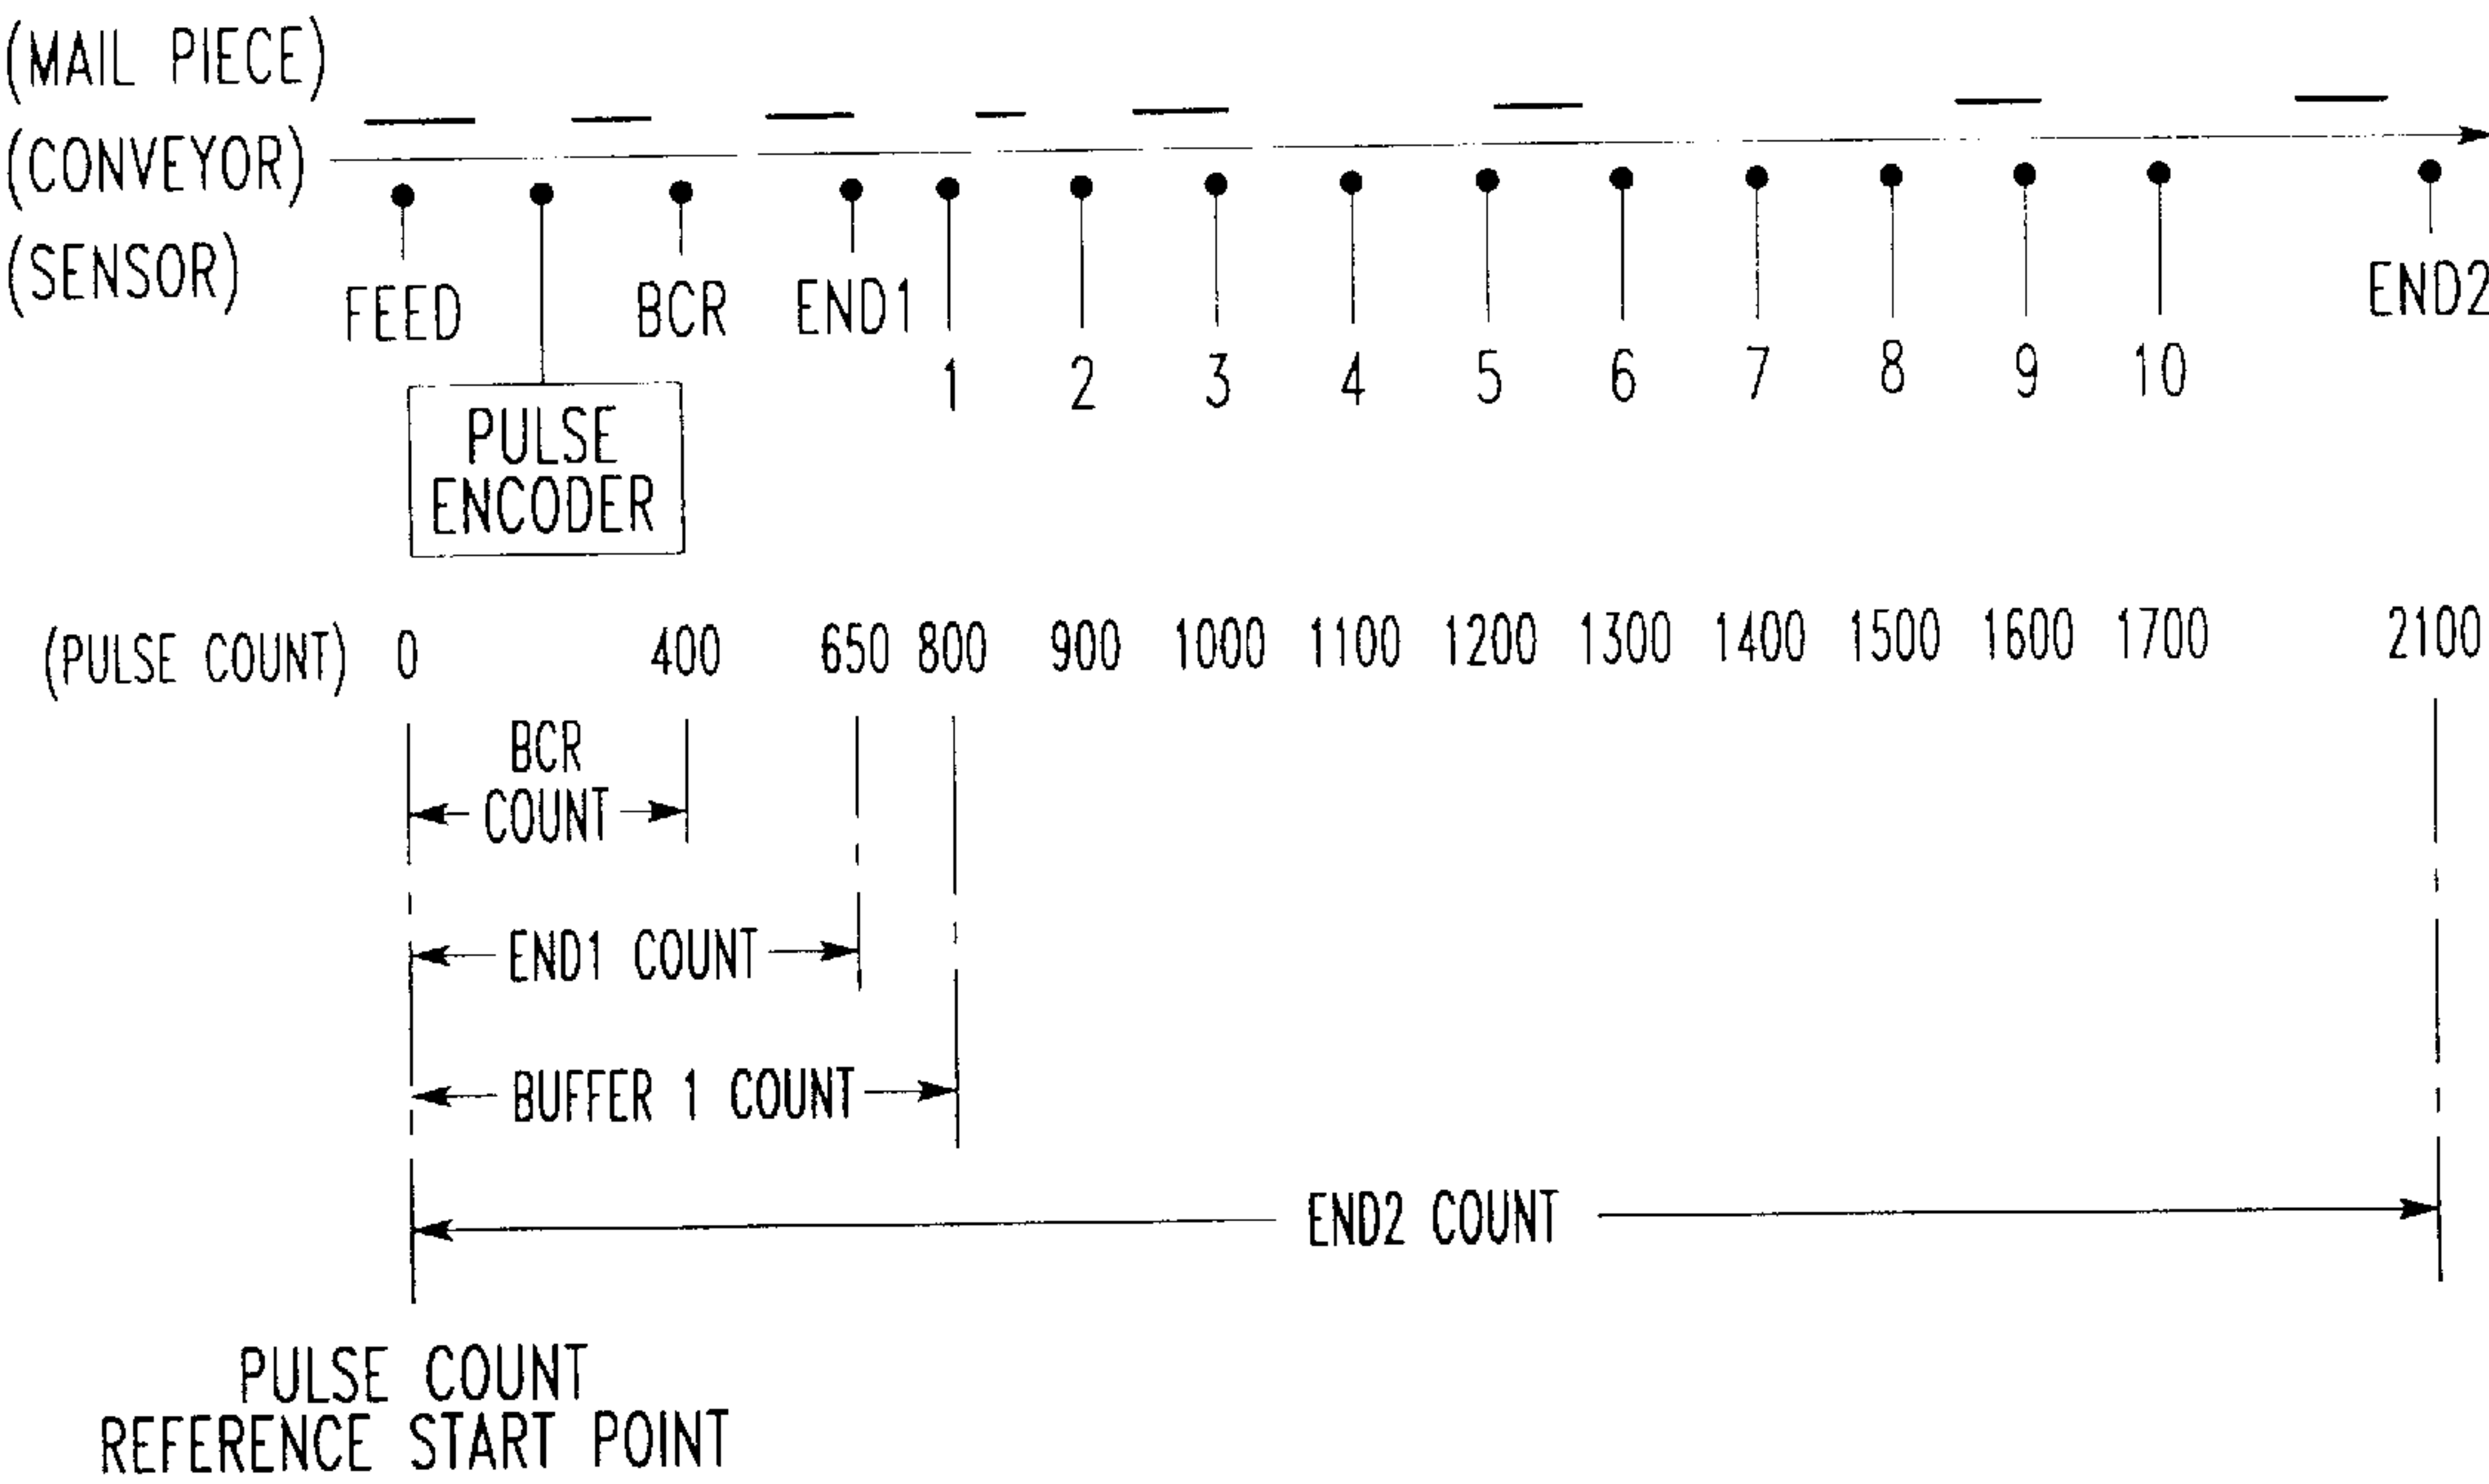 (MAIL PIECE)
(CONVEYOR)
(SENSOR)
FEED BCR END1 END2
1 2 3 4 5 6 7 8 9 10
PULSE
ENCODER
(PULSE COUNT) 0 400 650 800 900 1000 1100 1200 1300 1400 1500 1600 1700 2100
BCR
COUNT
END1 COUNT
BUFFER 1 COUNT
END2 COUNT
PULSE COUNT
REFERENCE START POINT